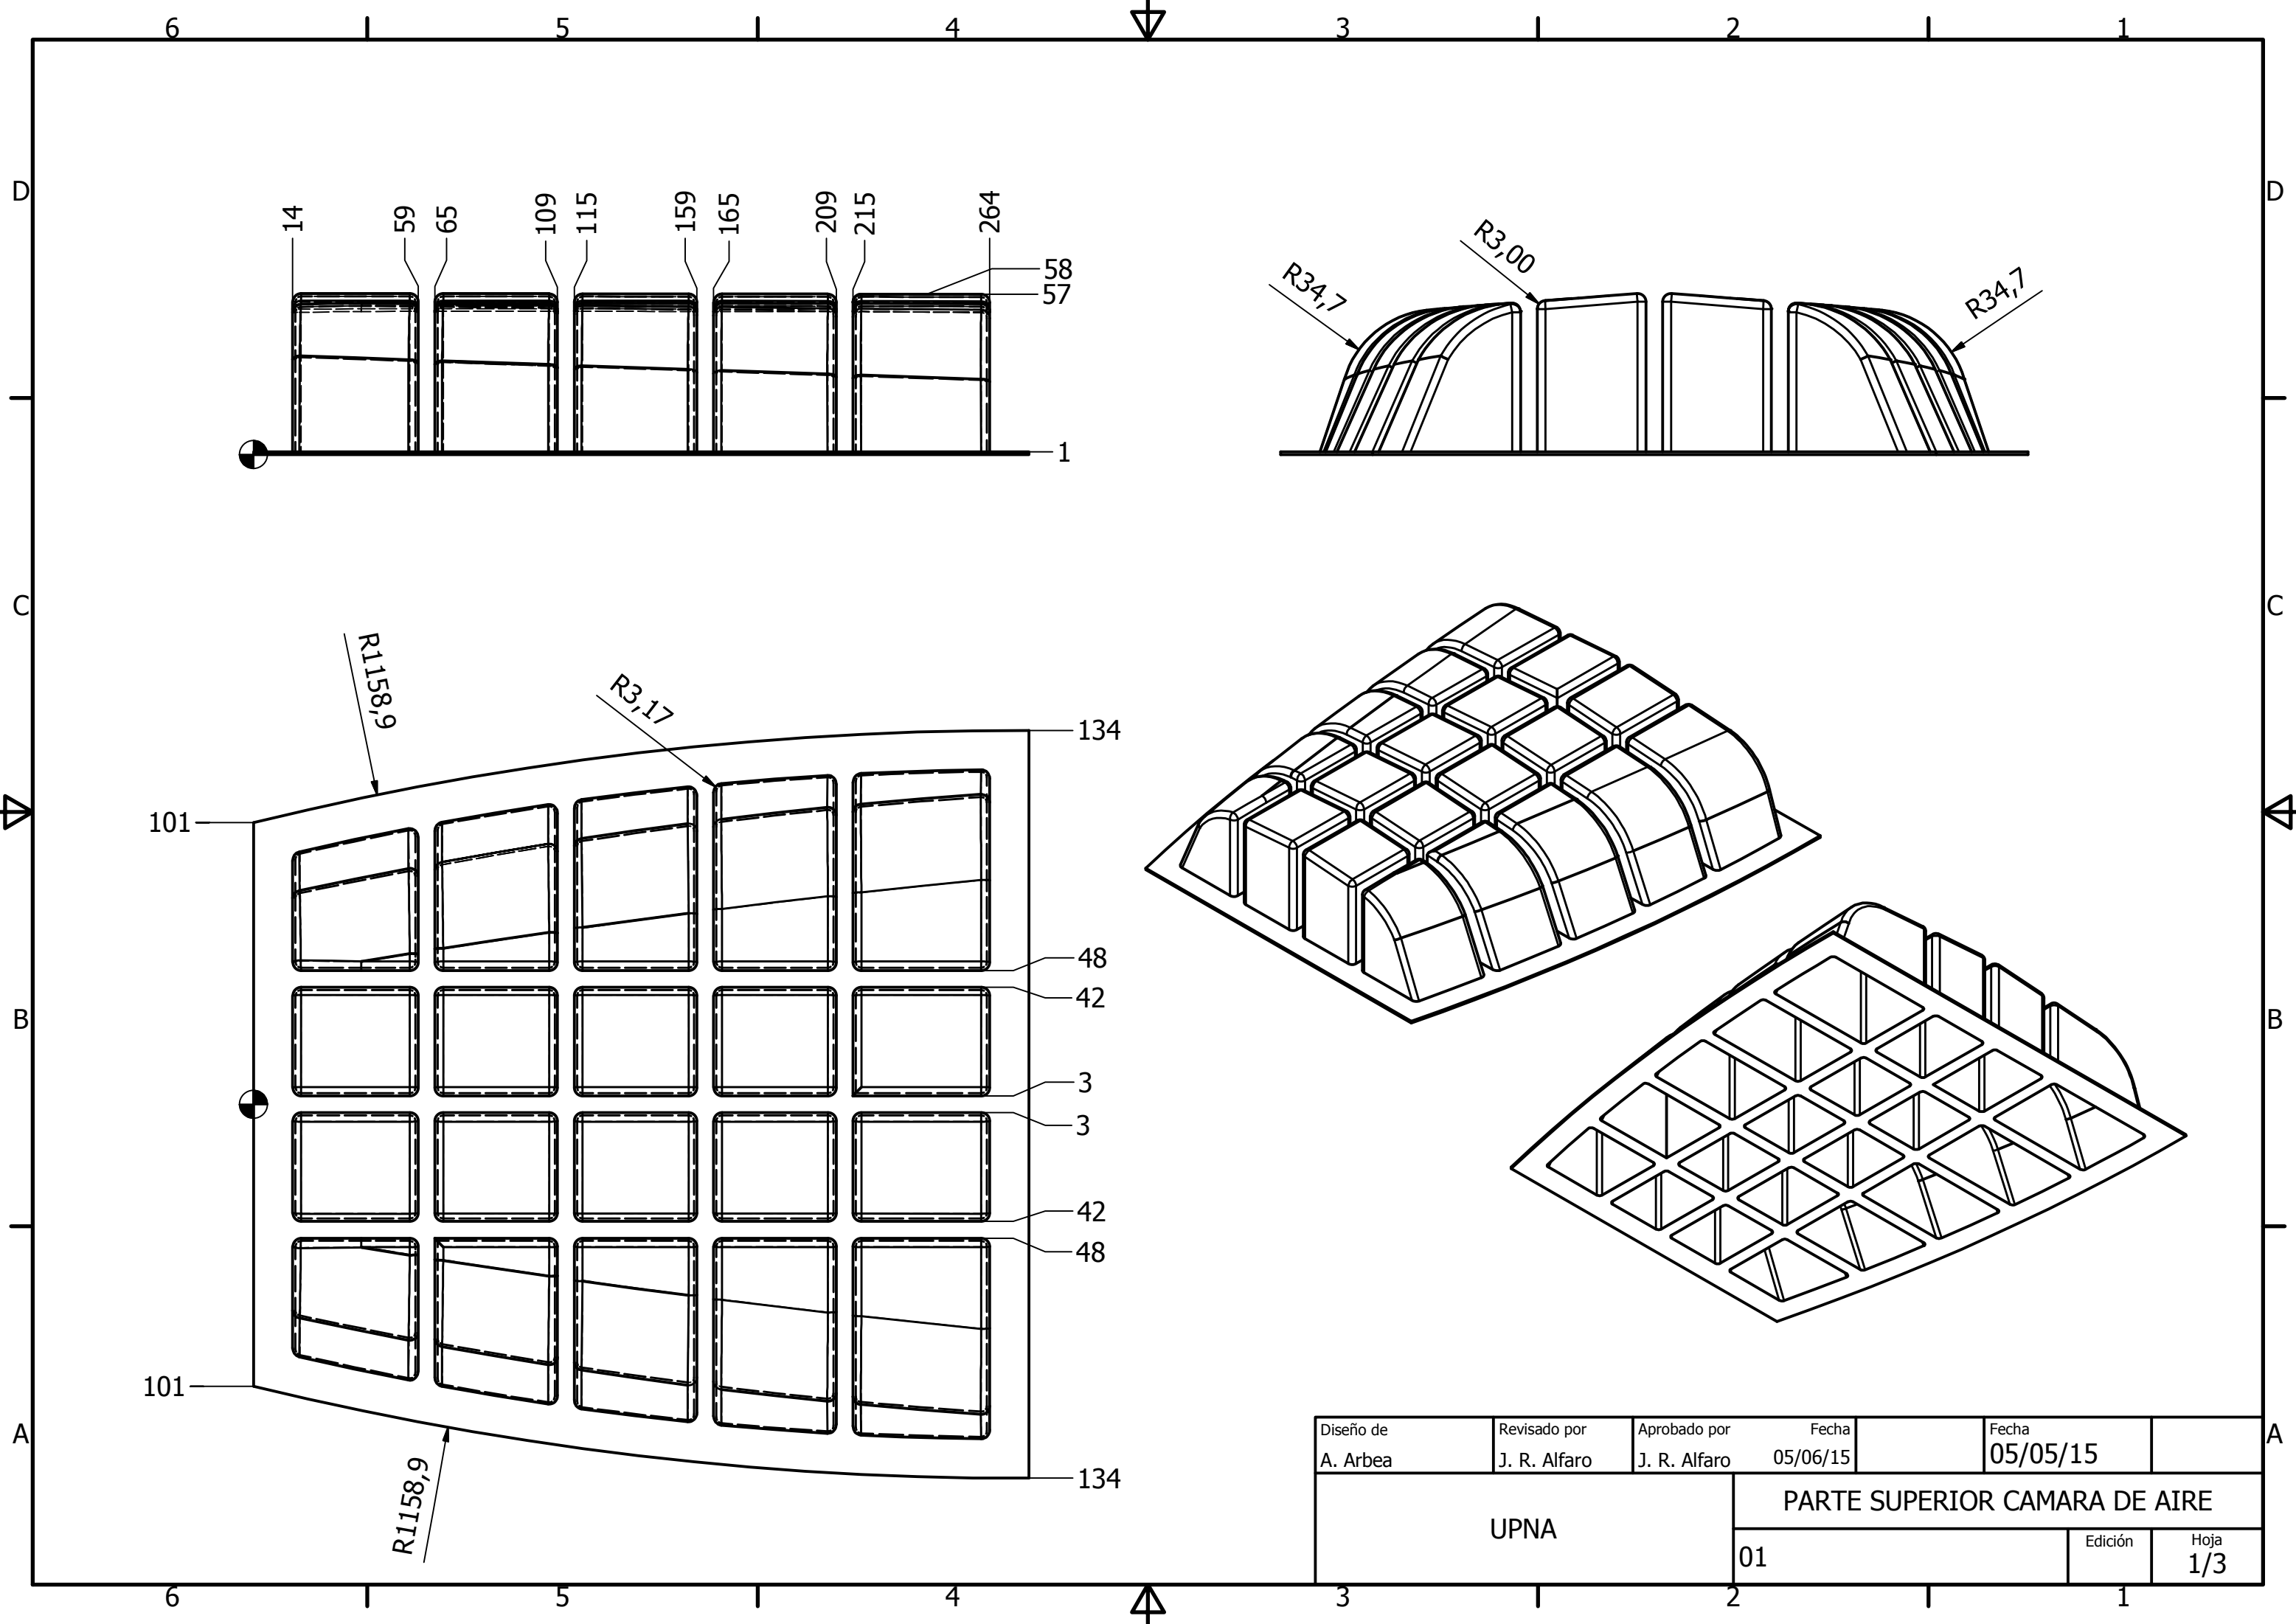 6 5 4 3 2 1
D D
14 59 65 109 115 159 165 209 215 264
58
57
1
R34,7 R3,00 R34,7
C C
R1158,9 R3,17
134
101
48
42
3
3
42
48
101
134
R1158,9
B B
A A
Diseño de Revisado por Aprobado por Fecha Fecha
A. Arbea J. R. Alfaro J. R. Alfaro 05/06/15 05/05/15
PARTE SUPERIOR CAMARA DE AIRE
UPNA
01 Edición Hoja
1/3
6 5 4 3 2 1